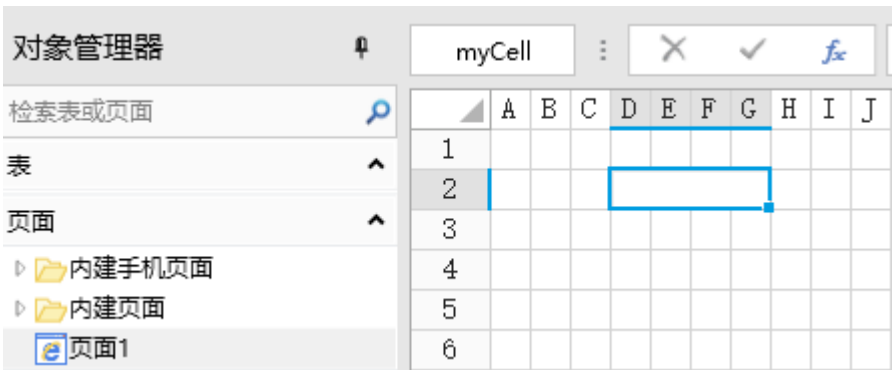 对象管理器
myCell
fx
检索表或页面
A B C D E F G H I J
表
1
2
页面
3
内建手机页面
4
内建页面
5
页面1
6